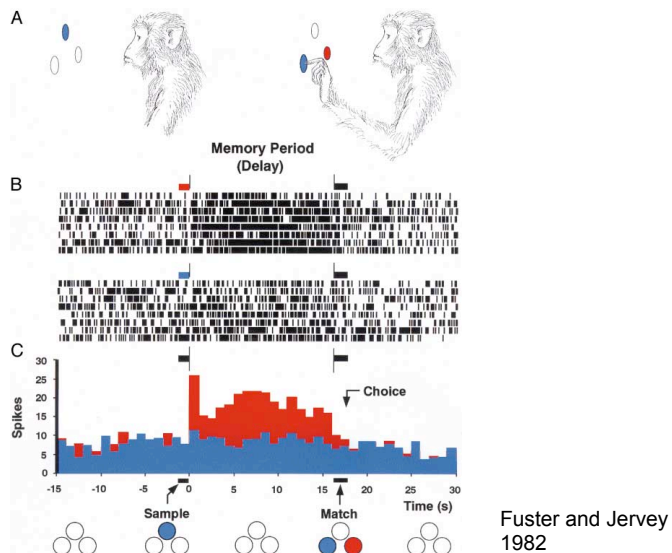 A
Memory Period
(Delay)
B
C
30
25
20
15
10
5
0
Spikes
Choice
-15 -10 -5 0 5 10 15 20 25 30
Time (s)
Sample
Match
Fuster and Jervey
1982